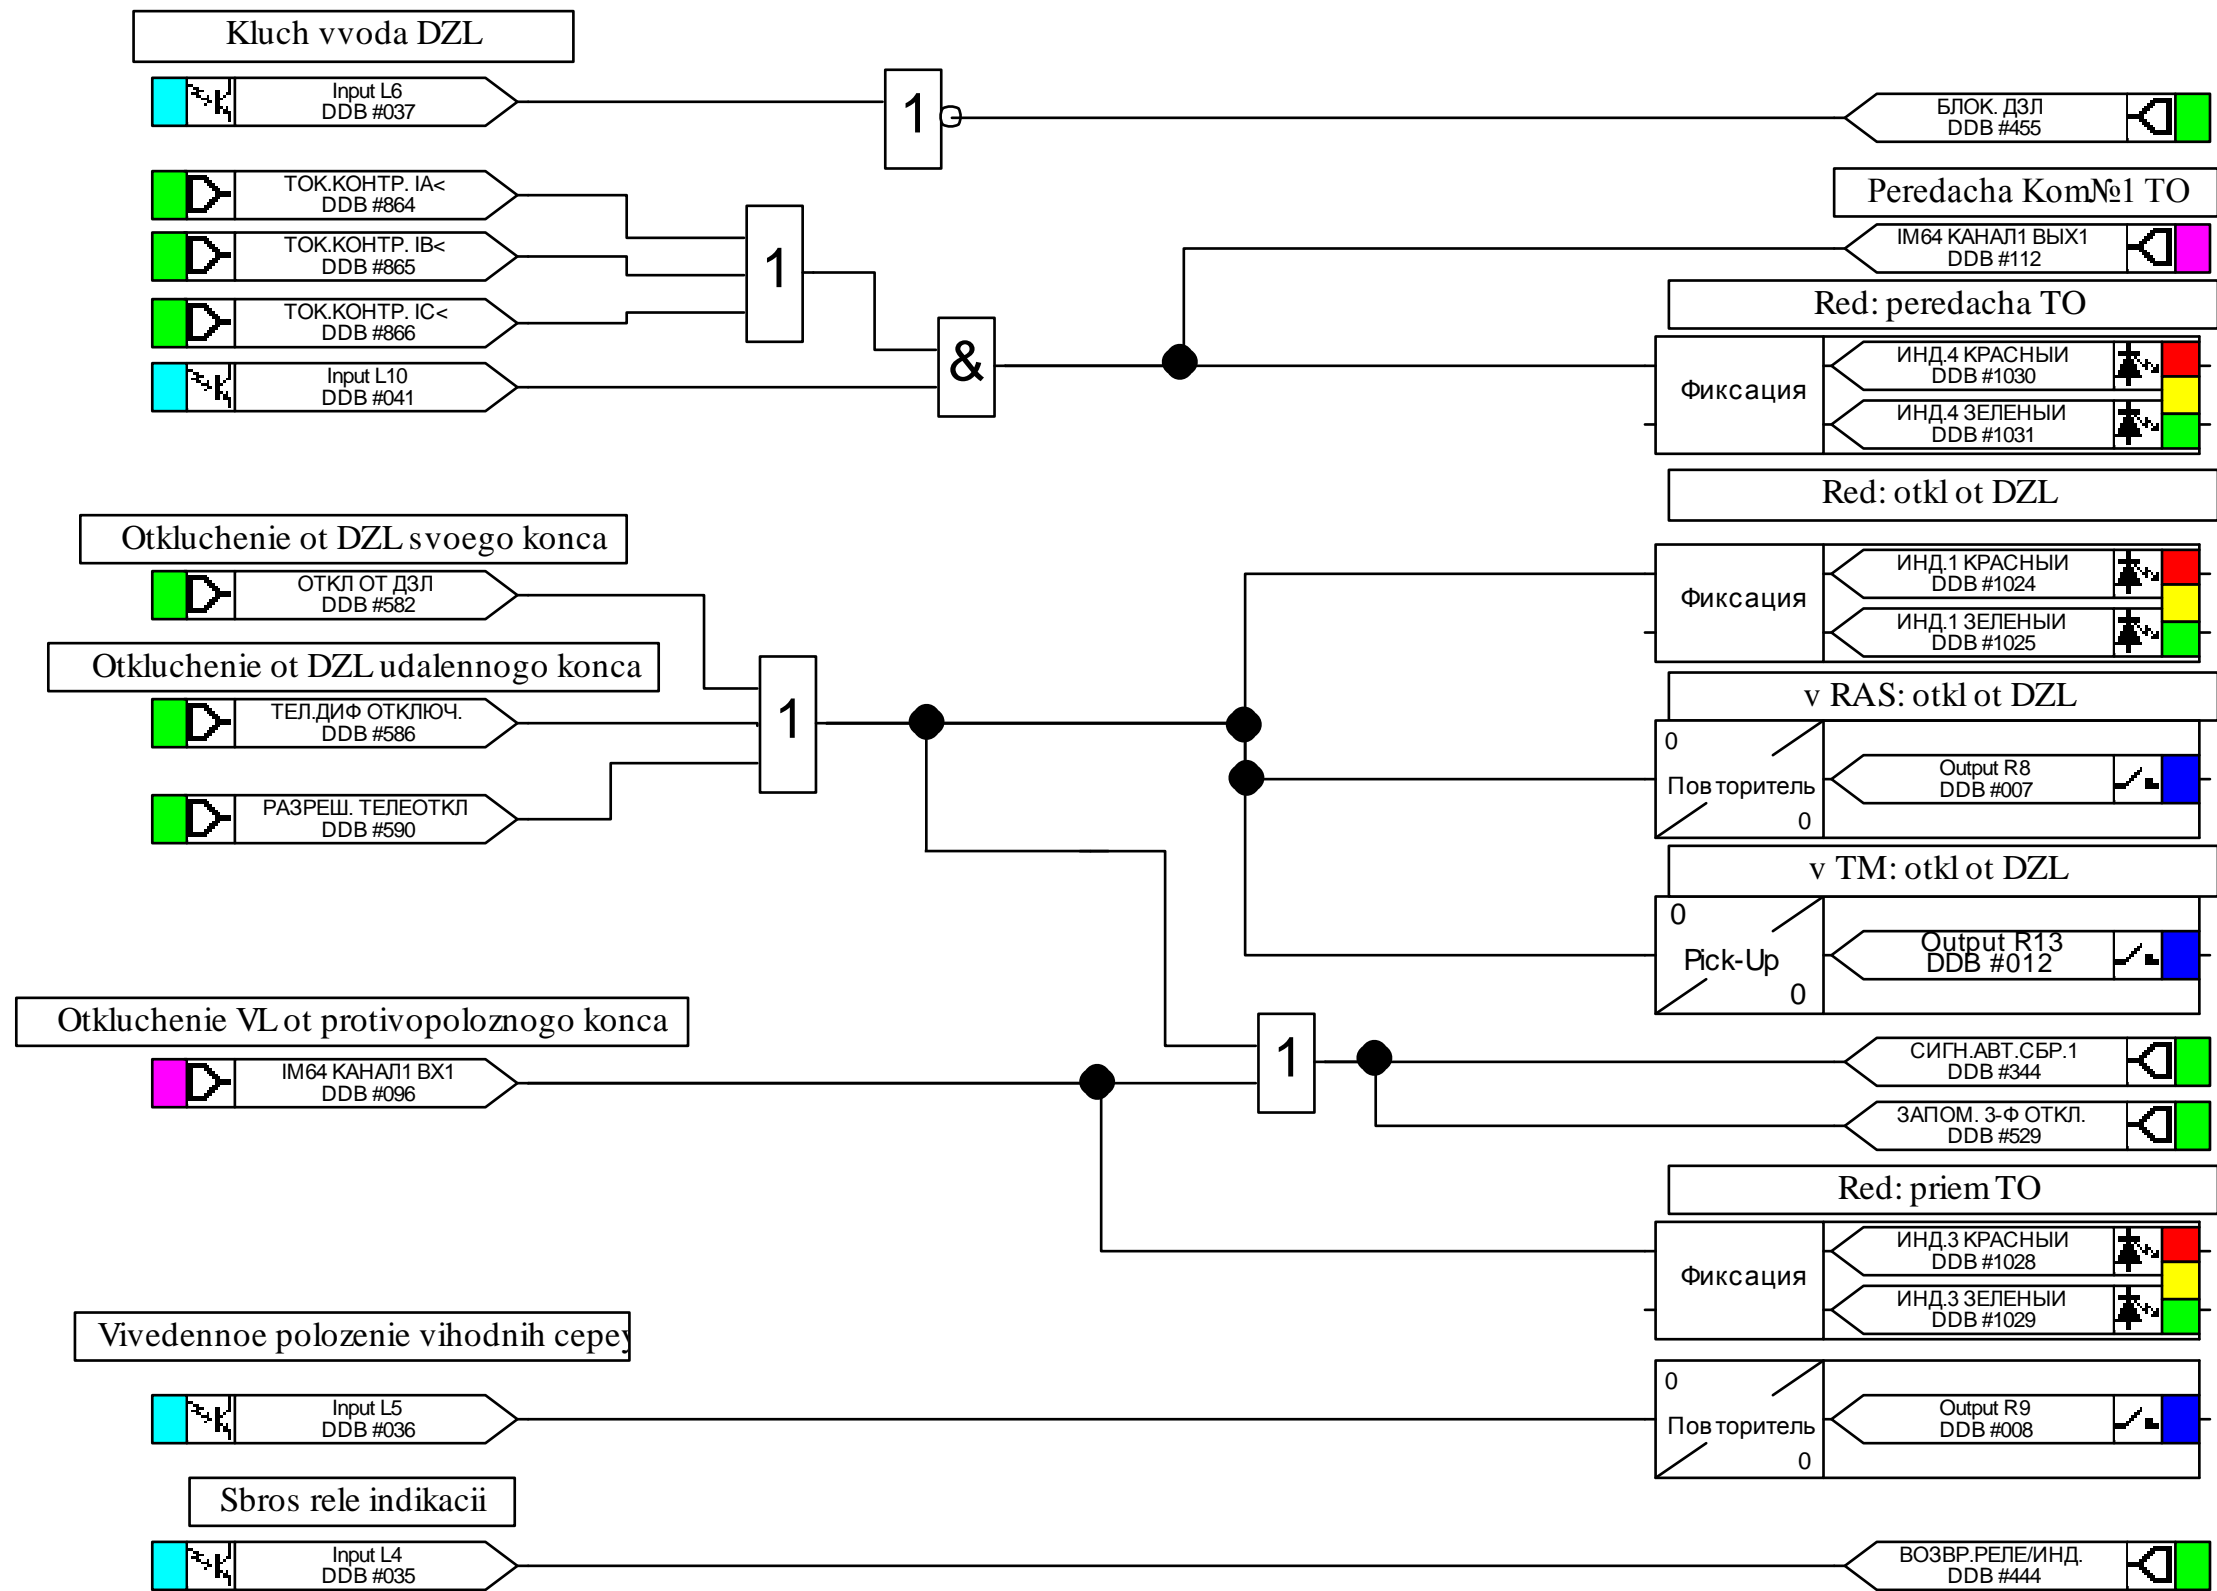 Kluch vvoda DZL
Input L6
DDB #037
1
БЛОК. ДЗЛ
DDB #455
ТОК.КОНТР. IA<
DDB #864
ТОК.КОНТР. IB<
DDB #865
ТОК.КОНТР. IC<
DDB #866
1
Input L10
DDB #041
&
Peredacha Kom№1 TO
IM64 КАНАЛ1 ВЫХ1
DDB #112
Red: peredacha TO
Фиксация
ИНД.4 КРАСНЫЙ
DDB #1030
ИНД.4 ЗЕЛЕНЫЙ
DDB #1031
Red: otkl ot DZL
Otkluchenie ot DZL svoego konca
ОТКЛ ОТ ДЗЛ
DDB #582
Фиксация
ИНД.1 КРАСНЫЙ
DDB #1024
ИНД.1 ЗЕЛЕНЫЙ
DDB #1025
Otkluchenie ot DZL udalennogo konca
ТЕЛ.ДИФ ОТКЛЮЧ.
DDB #586
1
РАЗРЕШ. ТЕЛЕОТКЛ
DDB #590
v RAS: otkl ot DZL
0
Повторитель
0
Output R8
DDB #007
v TM: otkl ot DZL
0
Pick-Up
0
Output R13
DDB #012
Otkluchenie VL ot protivopoloznogo konca
IM64 КАНАЛ1 ВХ1
DDB #096
1
СИГН.АВТ.СБР.1
DDB #344
ЗАПОМ. 3-Ф ОТКЛ.
DDB #529
Red: priem TO
Фиксация
ИНД.3 КРАСНЫЙ
DDB #1028
ИНД.3 ЗЕЛЕНЫЙ
DDB #1029
Vivedennoe polozenie vihodnih cepey
Input L5
DDB #036
0
Повторитель
0
Output R9
DDB #008
Sbros rele indikacii
Input L4
DDB #035
ВОЗВР.РЕЛЕ/ИНД.
DDB #444